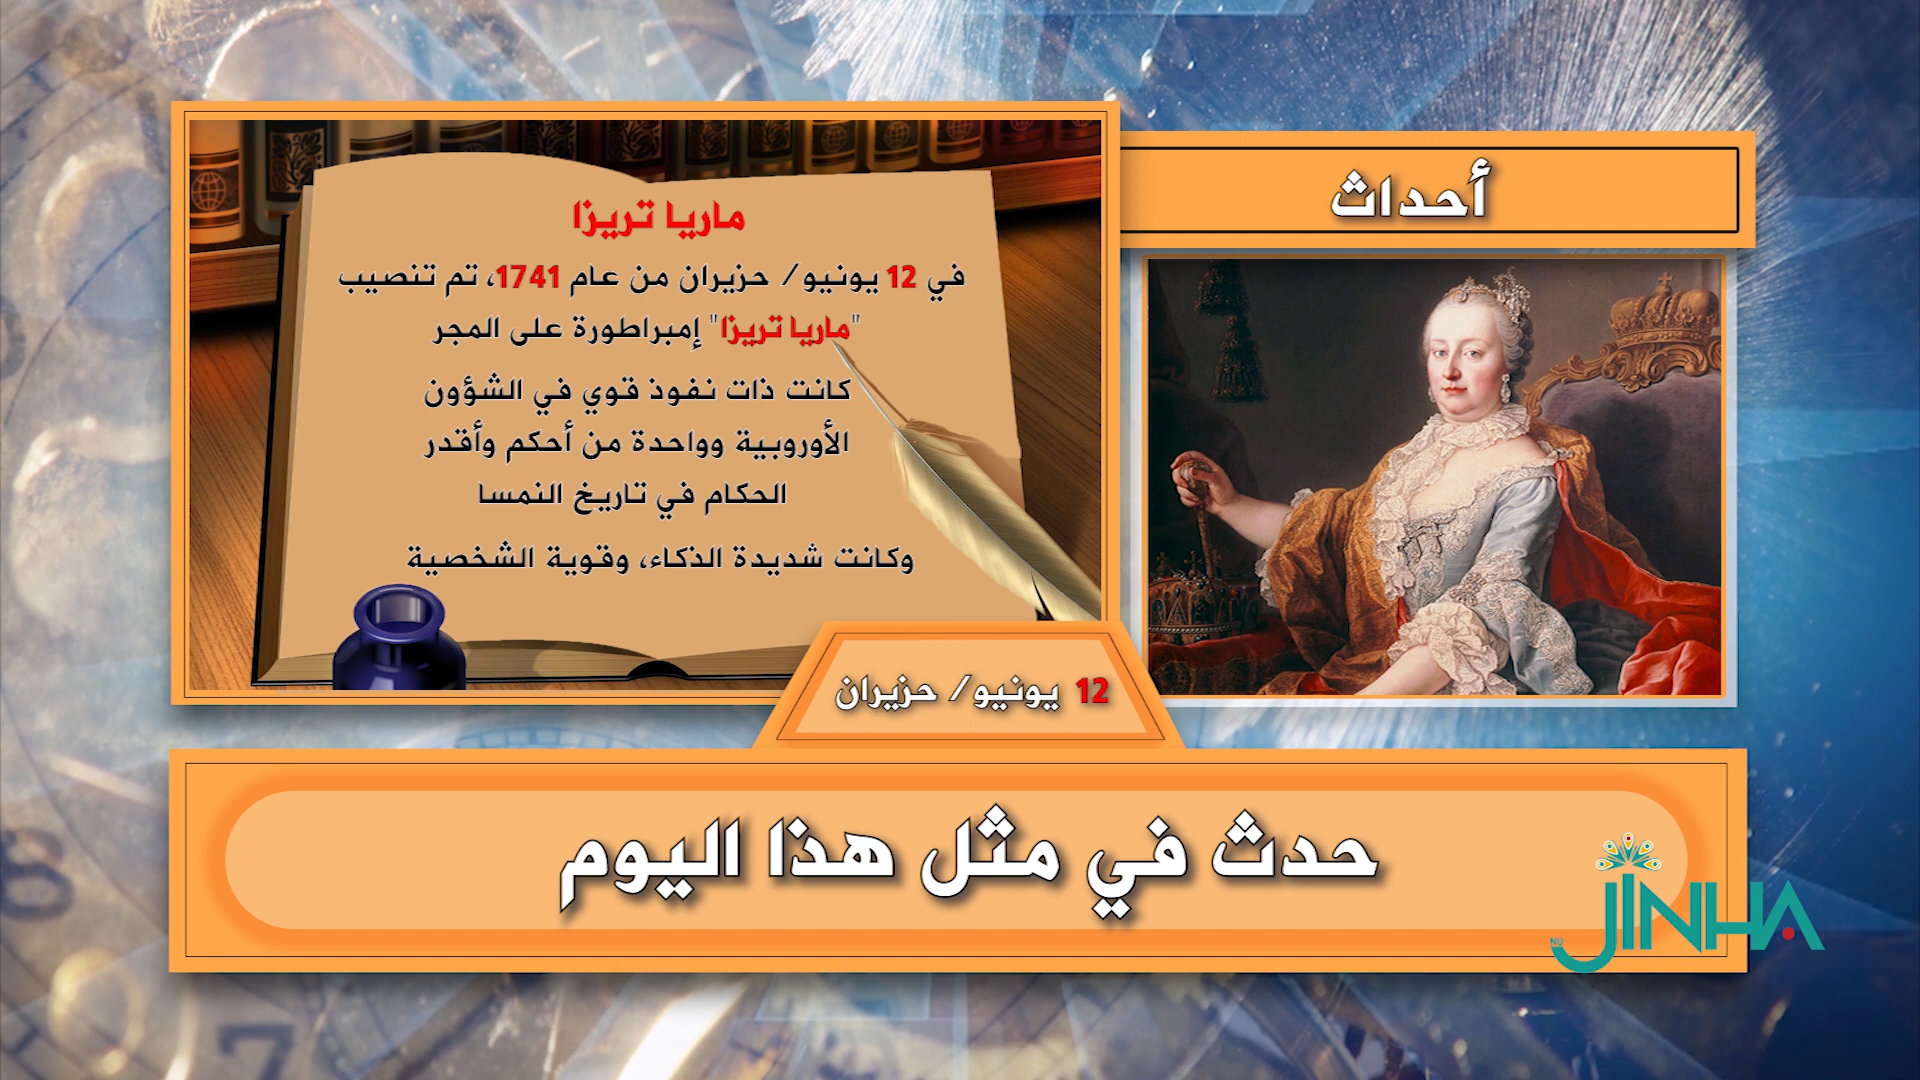 أحداث
ماريا تريزا
في 12 يونيو/ حزيران من عام 1741، تم تنصيب
"ماريا تريزا" إمبراطورة على المجر
كانت ذات نفوذ قوي في الشؤون
الأوروبية وواحدة من أحكم وأقدر
الحكام في تاريخ النمسا
وكانت شديدة الذكاء، وقوية الشخصية
12 يونيو/ حزيران
حدث في مثل هذا اليوم
NU JINHA